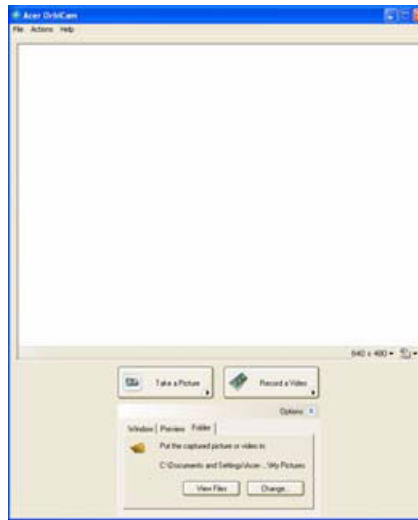 Acer OrbiCam
File Actions Help
640 x 480
Take a Picture Record a Video
Options
Window Preview Folder
Put the captured picture or video in:
C:\Documents and Settings\Acer...\My Pictures
View Files Change...